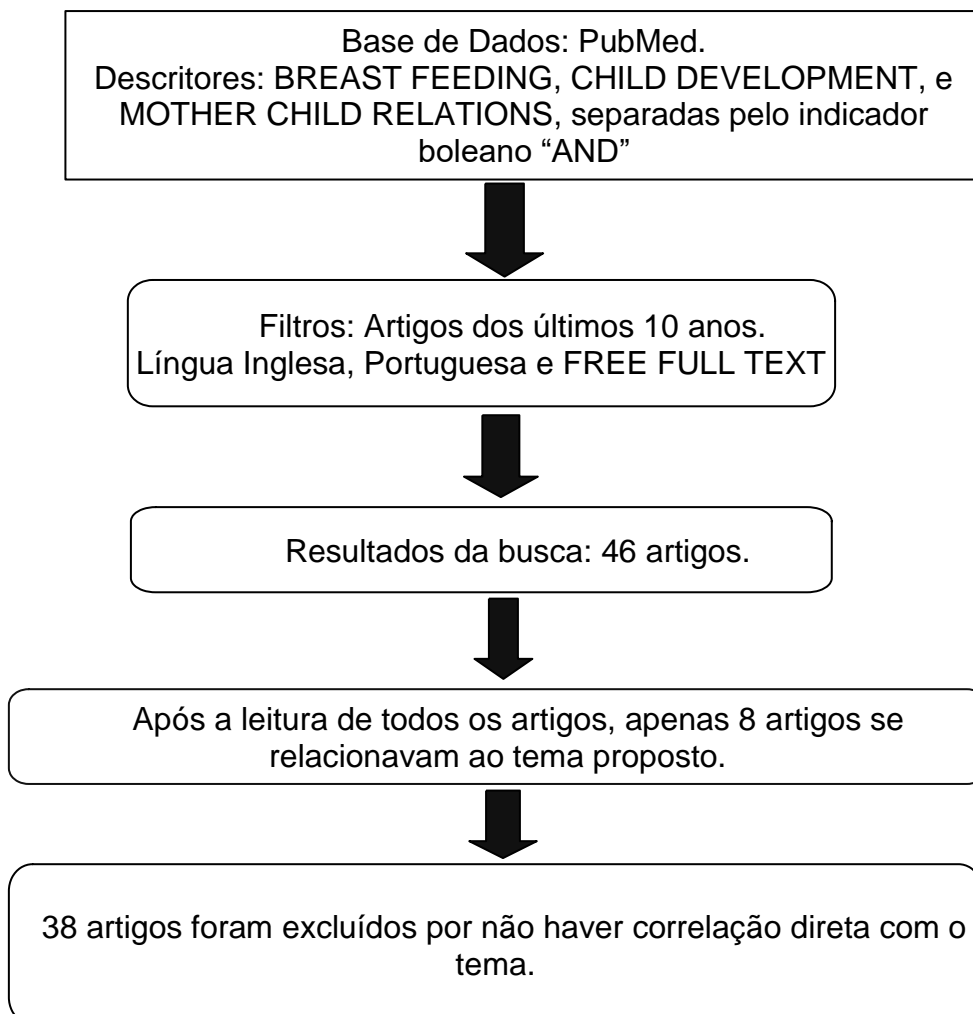 Base de Dados: PubMed.
Descritores: BREAST FEEDING, CHILD DEVELOPMENT, e
MOTHER CHILD RELATIONS, separadas pelo indicador
boleano “AND”
Filtros: Artigos dos últimos 10 anos.
Língua Inglesa, Portuguesa e FREE FULL TEXT
Resultados da busca: 46 artigos.
Após a leitura de todos os artigos, apenas 8 artigos se
relacionavam ao tema proposto.
38 artigos foram excluídos por não haver correlação direta com o
tema.